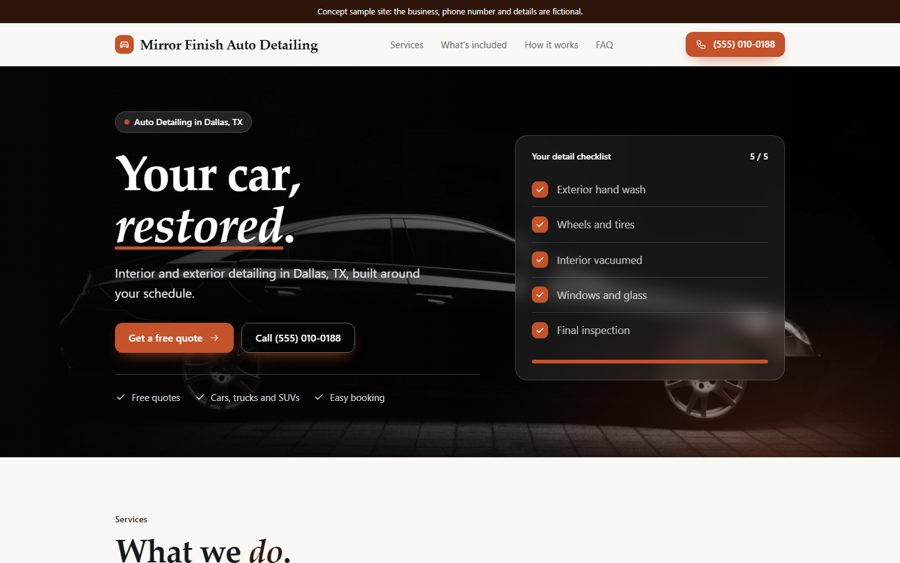 Concept sample site: the business, phone number and details are fictional.
Mirror Finish Auto Detailing
Services
What's included
How it works
FAQ
(555) 010-0188
Auto Detailing in Dallas, TX
Your car,
restored.
Interior and exterior detailing in Dallas, TX, built around
your schedule.
Get a free quote
Call (555) 010-0188
Free quotes
Cars, trucks and SUVs
Easy booking
Your detail checklist
5 / 5
Exterior hand wash
Wheels and tires
Interior vacuumed
Windows and glass
Final inspection
Services
What we do.